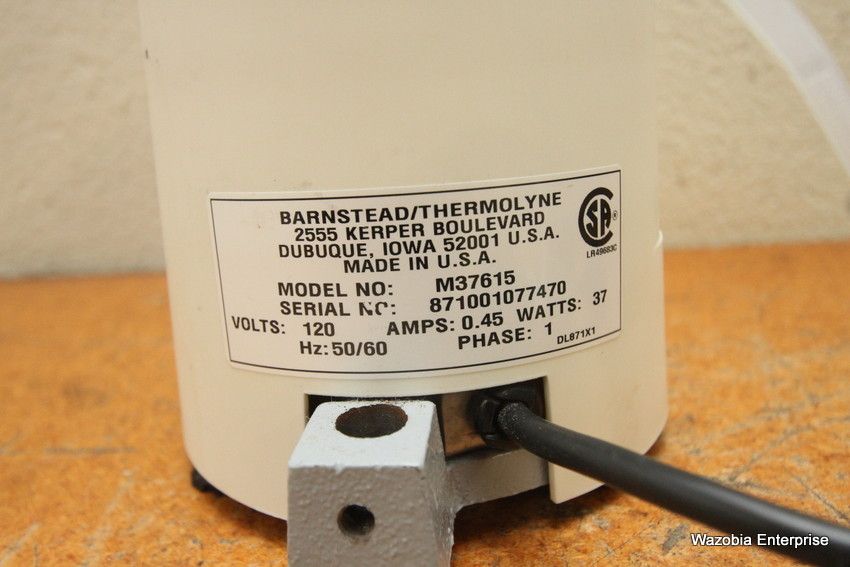 BARNSTEAD/THERMOLYNE
2555 KERPER BOULEVARD
DUBUQUE, IOWA 52001 U.S.A.
MADE IN U.S.A.
SA ®
LR49683C
MODEL NO: M37615
SERIAL NO: 871001077470
VOLTS: 120 AMPS: 0.45 WATTS: 37
Hz: 50/60 PHASE: 1
DL871X1
Wazobia Enterprise